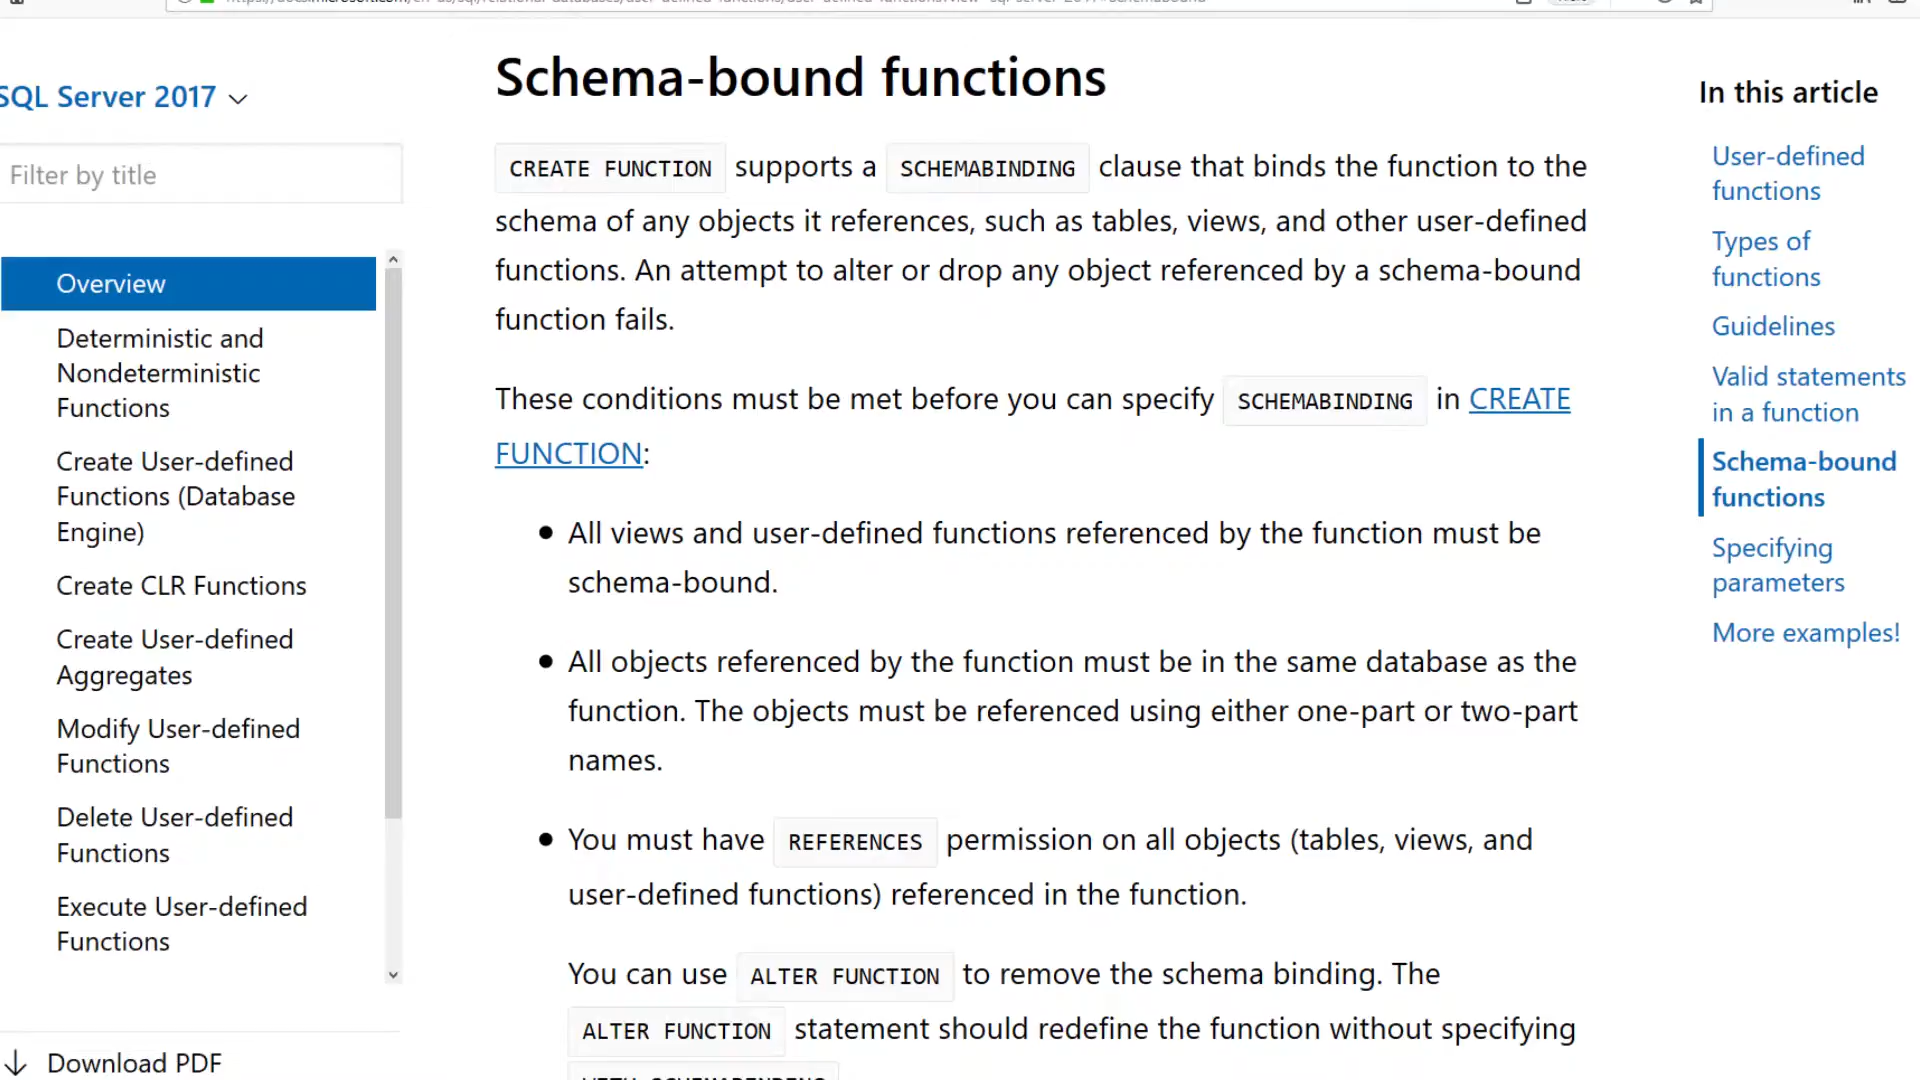 SQL Server 2017
Filter by title
Overview
Deterministic and
Nondeterministic
Functions
Create User-defined
Functions (Database
Engine)
Create CLR Functions
Create User-defined
Aggregates
Modify User-defined
Functions
Delete User-defined
Functions
Execute User-defined
Functions
Download PDF
Schema-bound functions
CREATE FUNCTION supports a SCHEMABINDING clause that binds the function to the
schema of any objects it references, such as tables, views, and other user-defined
functions. An attempt to alter or drop any object referenced by a schema-bound
function fails.
These conditions must be met before you can specify SCHEMABINDING in CREATE
FUNCTION:
• All views and user-defined functions referenced by the function must be
schema-bound.
• All objects referenced by the function must be in the same database as the
function. The objects must be referenced using either one-part or two-part
names.
• You must have REFERENCES permission on all objects (tables, views, and
user-defined functions) referenced in the function.
You can use ALTER FUNCTION to remove the schema binding. The
ALTER FUNCTION statement should redefine the function without specifying
WITH SCHEMABINDING
In this article
User-defined
functions
Types of
functions
Guidelines
Valid statements
in a function
Schema-bound
functions
Specifying
parameters
More examples!